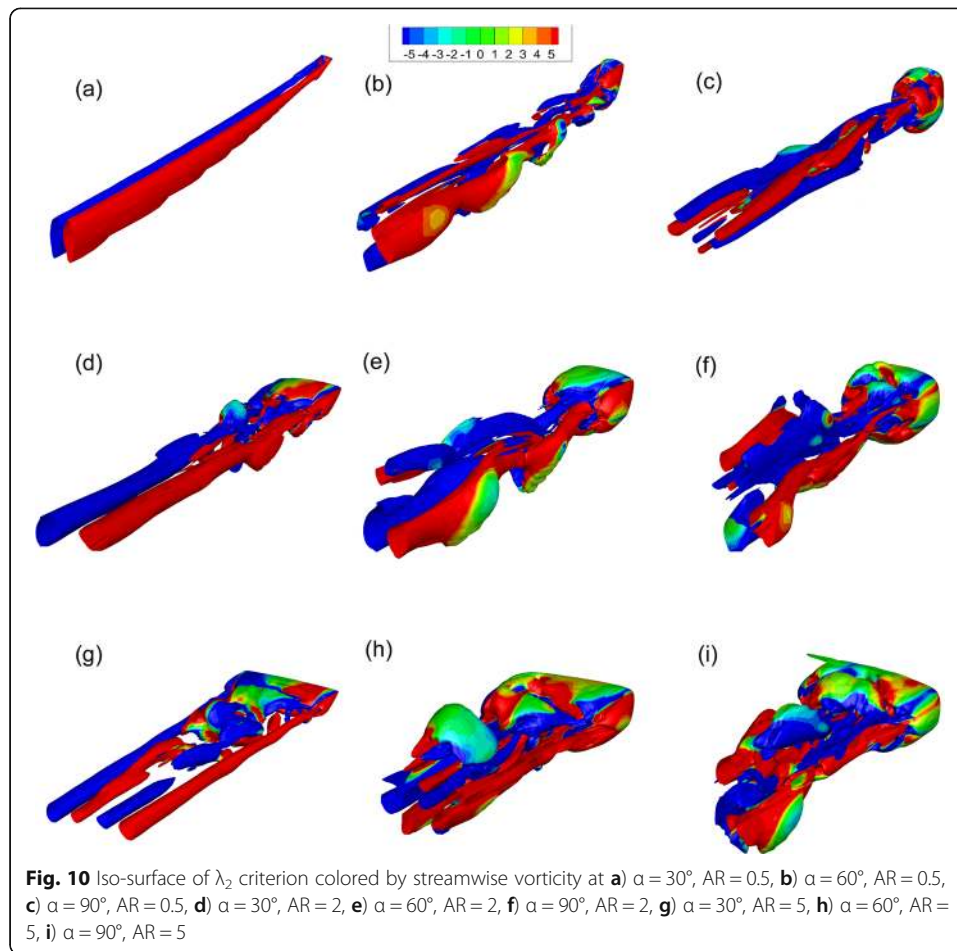 -5 -4 -3 -2 -1 0 1 2 3 4 5
(a)
(b)
(c)
(d)
(e)
(f)
(g)
(h)
(i)
Fig. 10 Iso-surface of λ₂ criterion colored by streamwise vorticity at a) α = 30°, AR = 0.5, b) α = 60°, AR = 0.5,
c) α = 90°, AR = 0.5, d) α = 30°, AR = 2, e) α = 60°, AR = 2, f) α = 90°, AR = 2, g) α = 30°, AR = 5, h) α = 60°, AR =
5, i) α = 90°, AR = 5